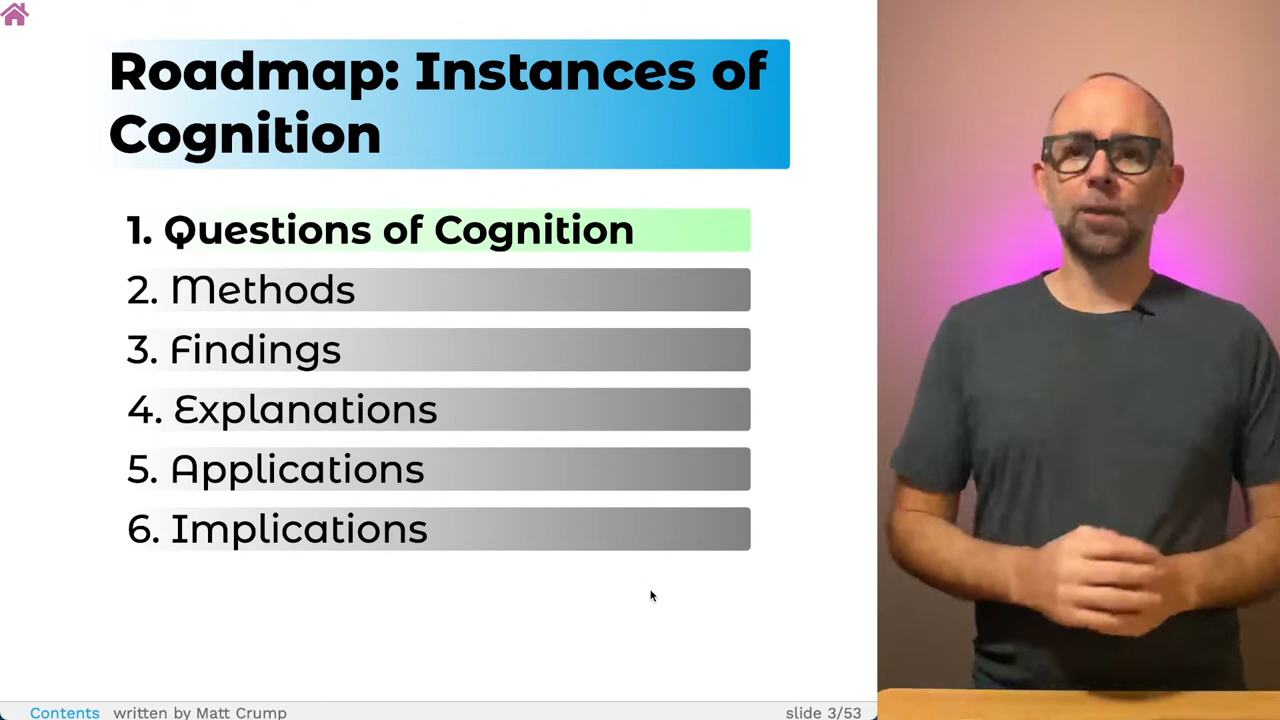 Roadmap: Instances of
Cognition
1. Questions of Cognition
2. Methods
3. Findings
4. Explanations
5. Applications
6. Implications
Contents written by Matt Crump slide 3/53